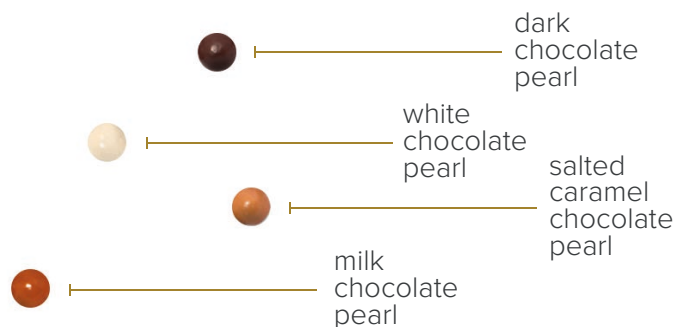 dark
chocolate
pearl
white
chocolate
pearl
salted
caramel
chocolate
pearl
milk
chocolate
pearl